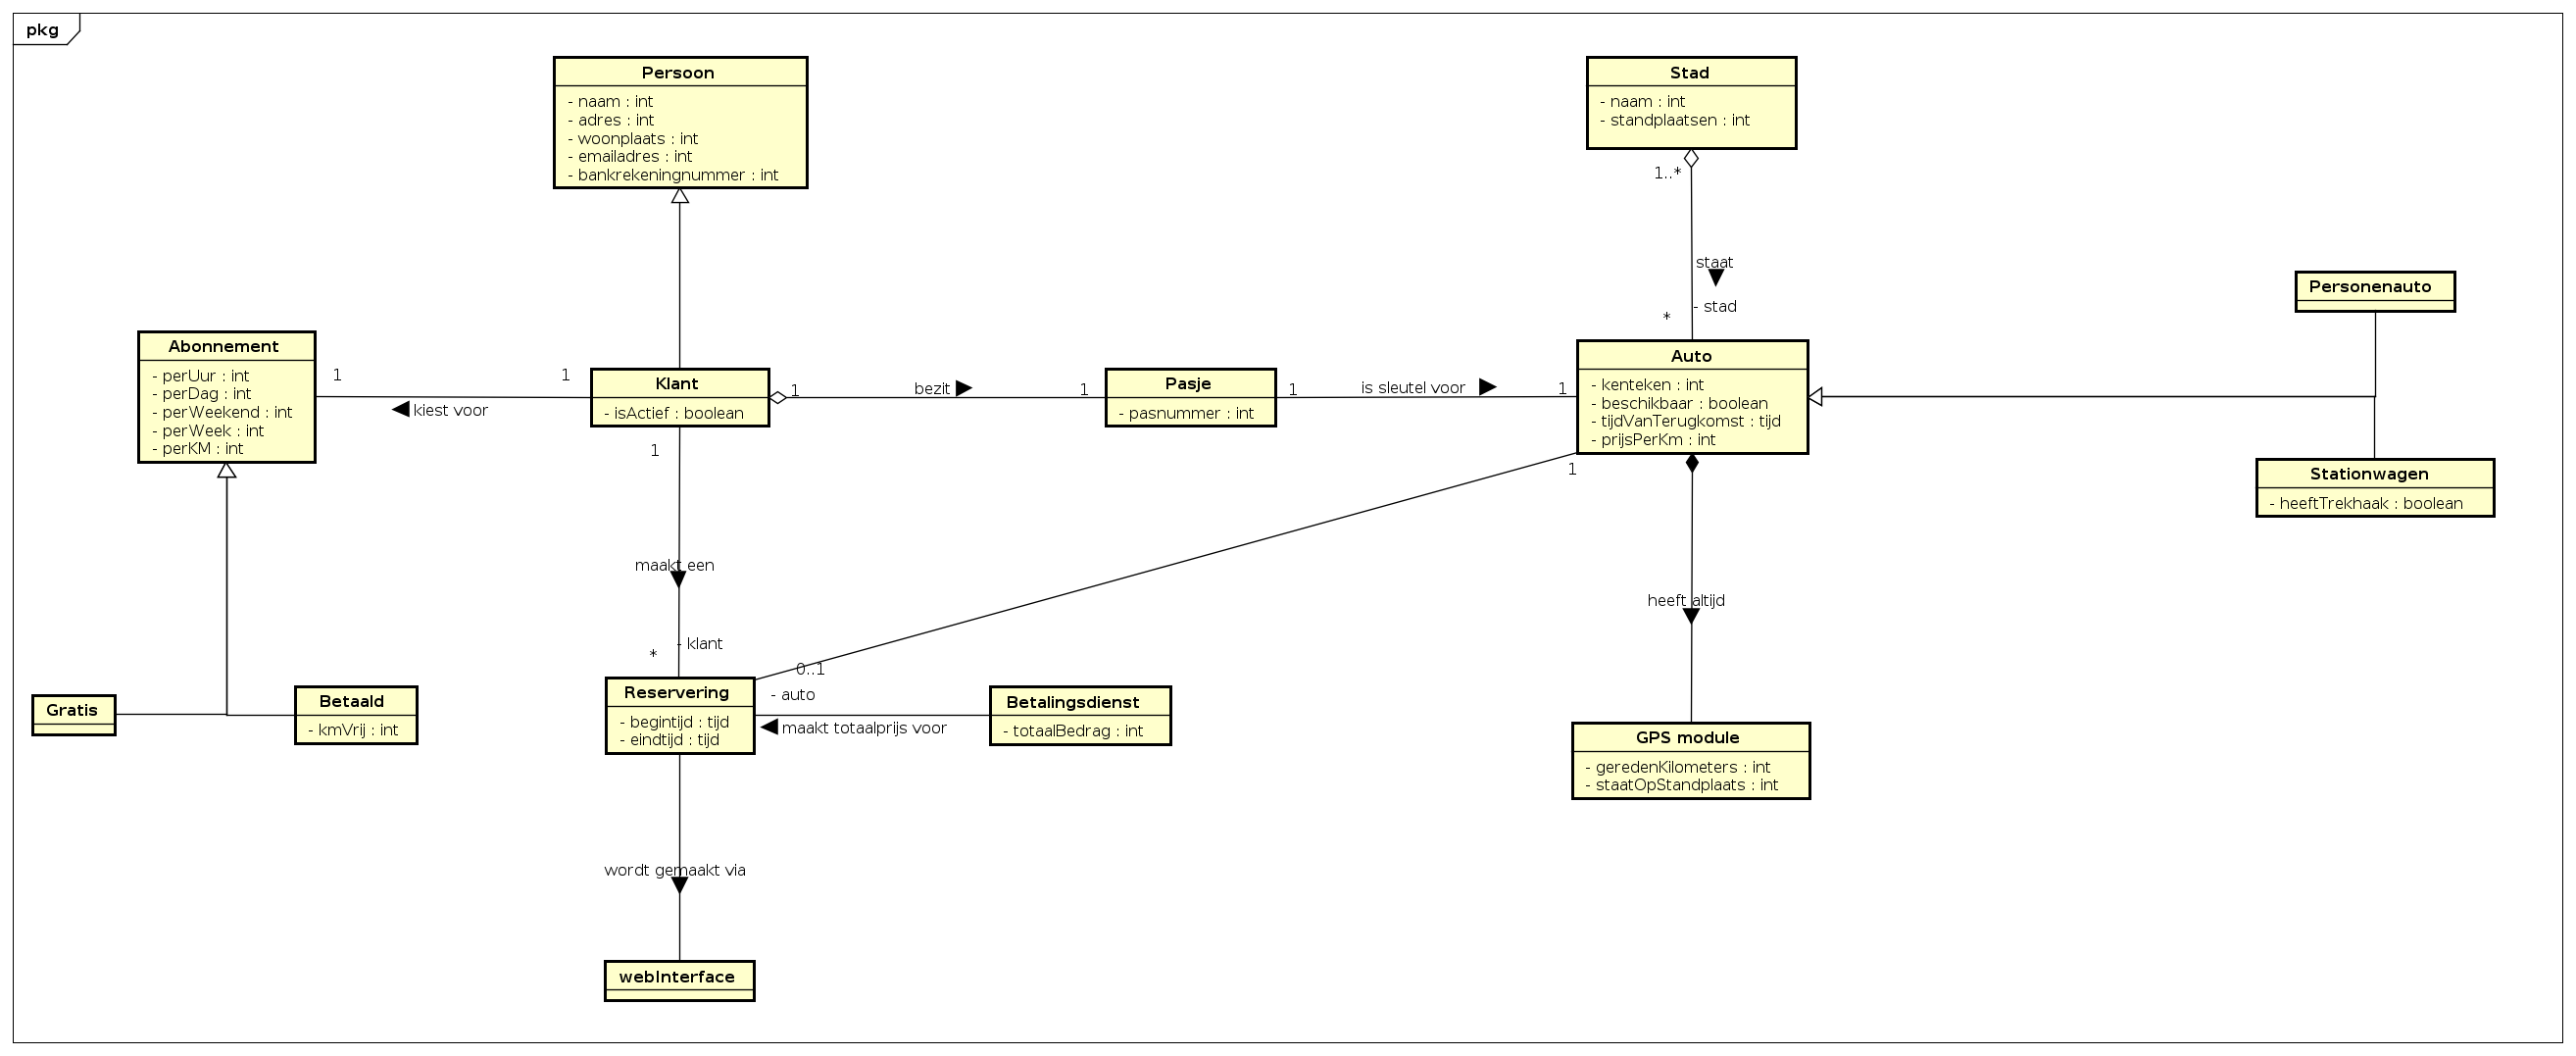 pkg
Persoon
- naam : int
- adres : int
- woonplaats : int
- emailadres : int
- bankrekeningnummer : int
Stad
- naam : int
- standplaatsen : int
1..*
staat
- stad
*
Personenauto
Abonnement
- perUur : int
- perDag : int
- perWeekend : int
- perWeek : int
- perKM : int
1
1
kiest voor
Klant
- isActief : boolean
1
bezit
1
Pasje
- pasnummer : int
1
is sleutel voor
1
Auto
- kenteken : int
- beschikbaar : boolean
- tijdVanTerugkomst : tijd
- prijsPerKm : int
Stationwagen
- heeftTrekhaak : boolean
1
1
maakt een
heeft altijd
- klant
*
0..1
- auto
Gratis
Betaald
- kmVrij : int
Reservering
- begintijd : tijd
- eindtijd : tijd
maakt totaalprijs voor
Betalingsdienst
- totaalBedrag : int
GPS module
- geredenKilometers : int
- staatOpStandplaats : int
wordt gemaakt via
webInterface